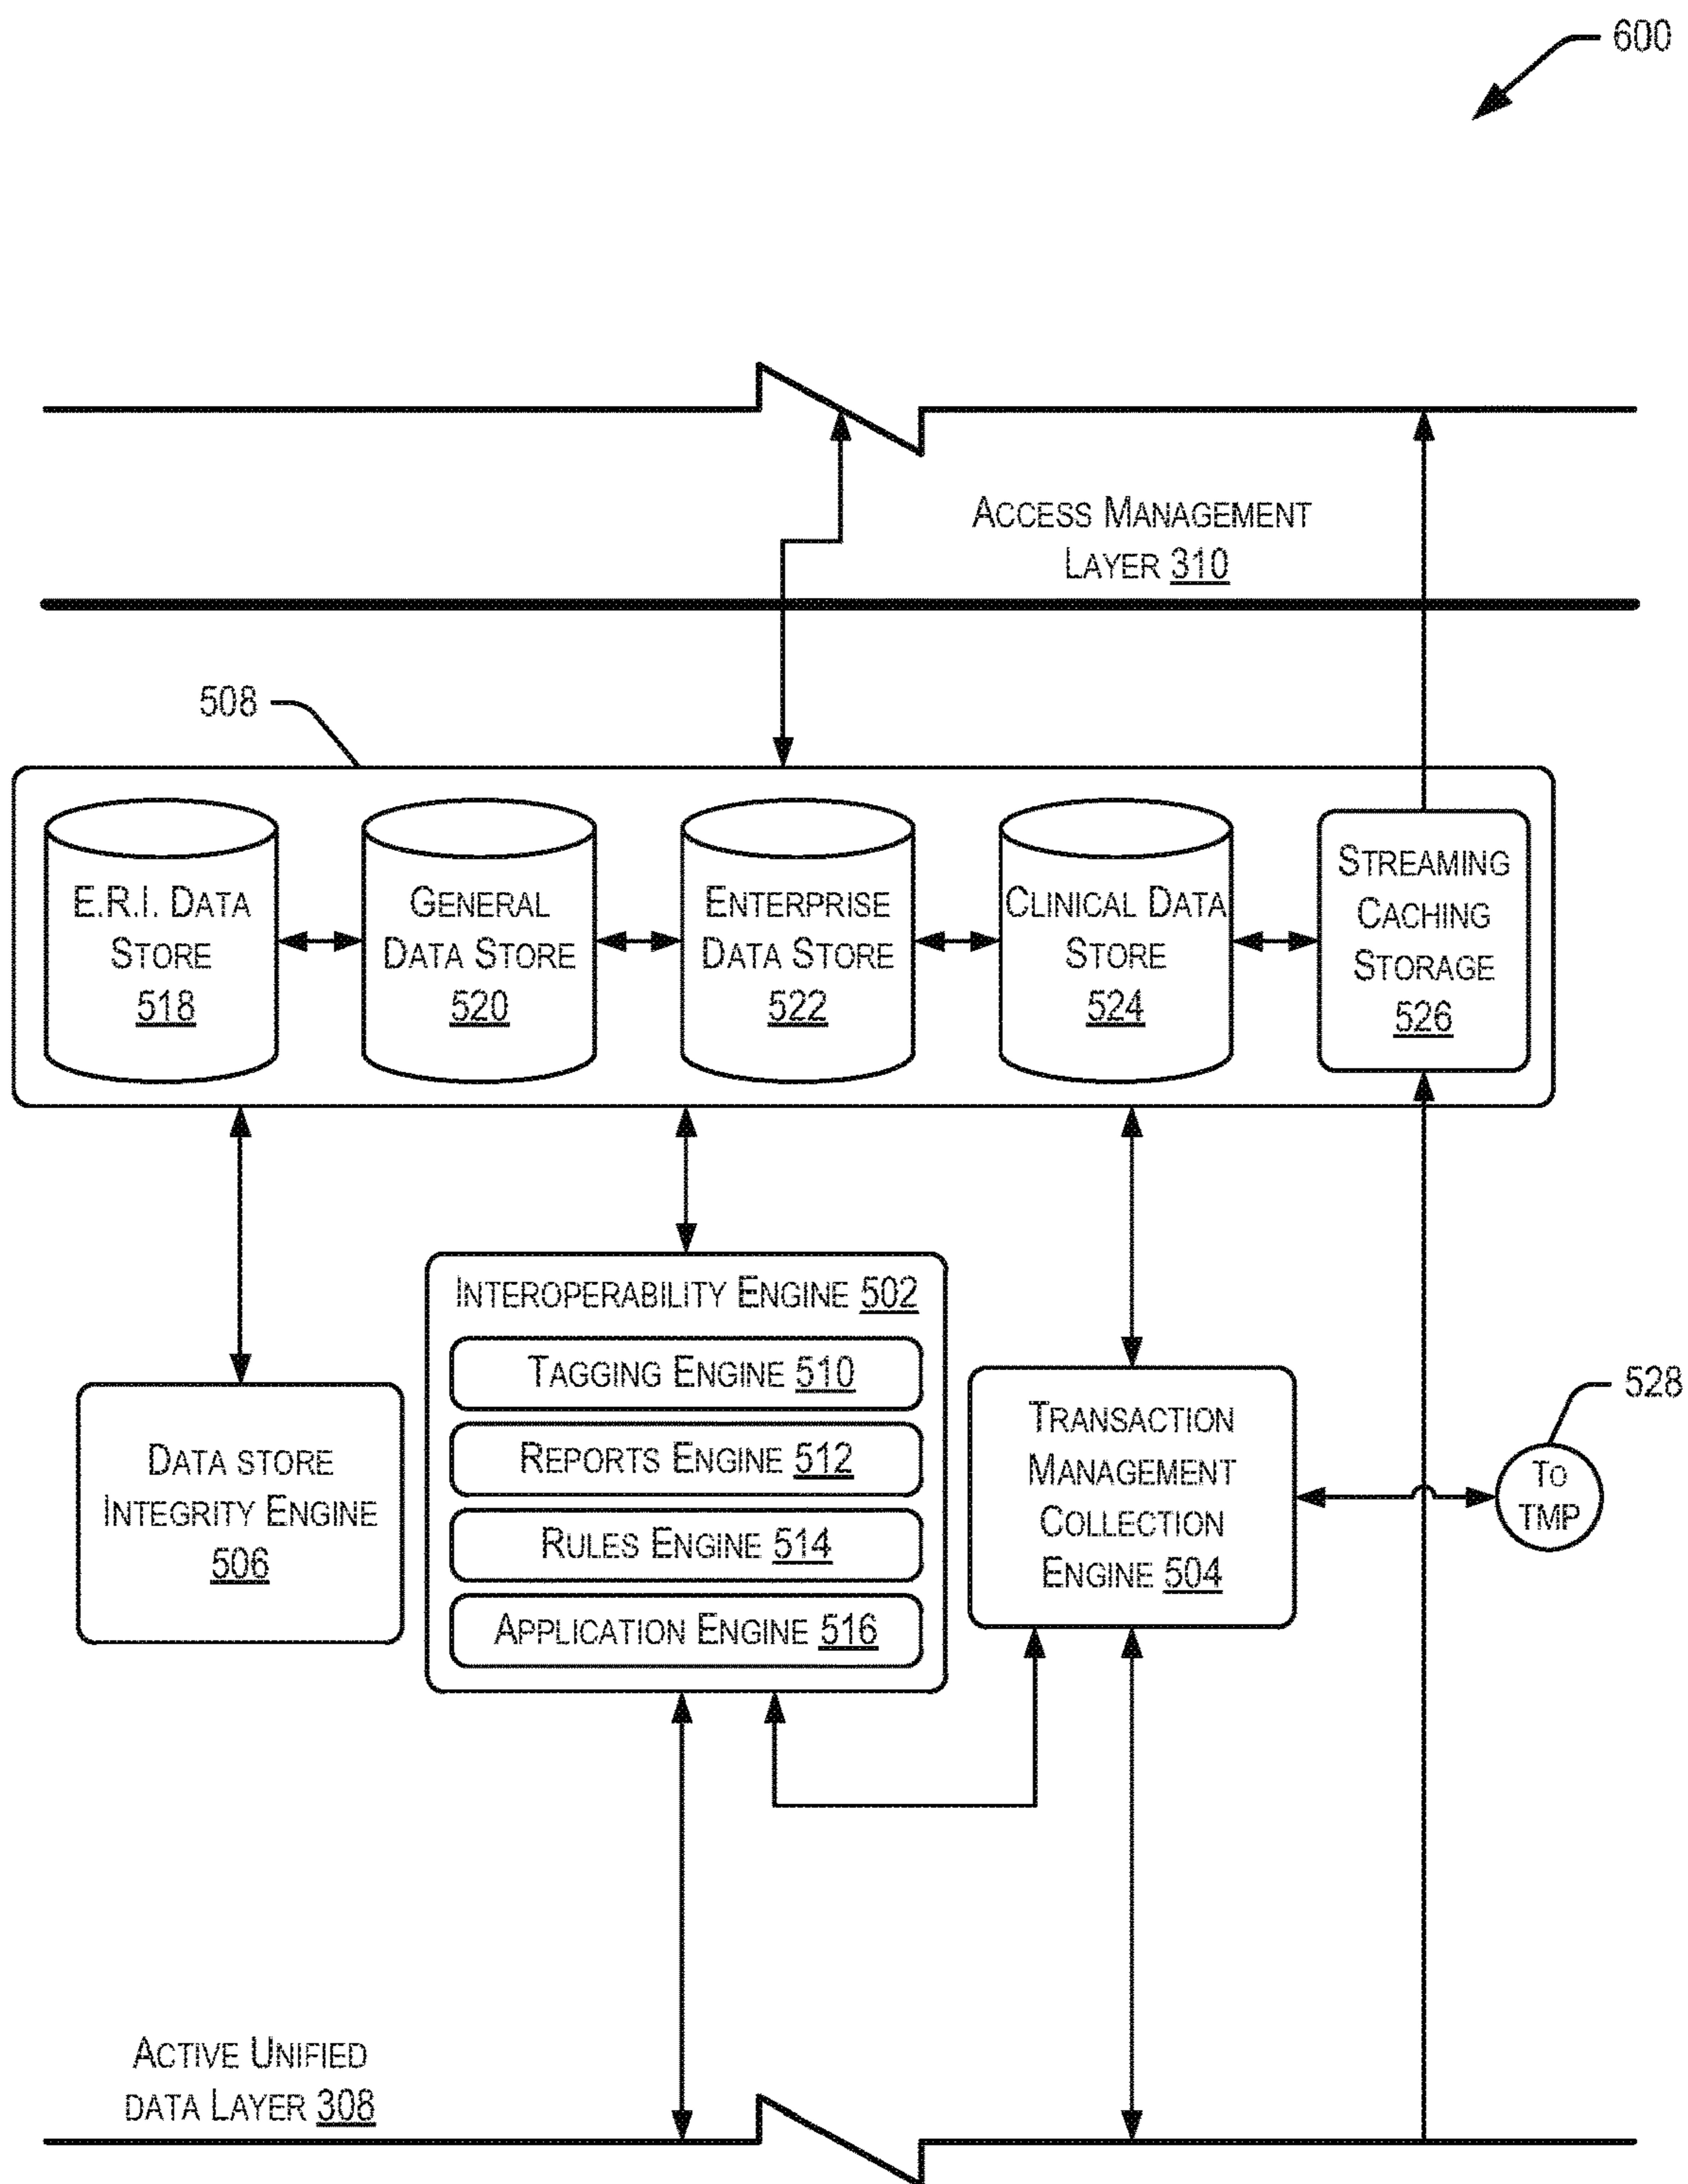 600
ACCESS MANAGEMENT
LAYER 310
508
E.R.I. DATA
STORE
518
GENERAL
DATA STORE
520
ENTERPRISE
DATA STORE
522
CLINICAL DATA
STORE
524
STREAMING
CACHING
STORAGE
526
INTEROPERABILITY ENGINE 502
TAGGING ENGINE 510
REPORTS ENGINE 512
RULES ENGINE 514
APPLICATION ENGINE 516
DATA STORE
INTEGRITY ENGINE
506
TRANSACTION
MANAGEMENT
COLLECTION
ENGINE 504
528
TO
TMP
ACTIVE UNIFIED
DATA LAYER 308